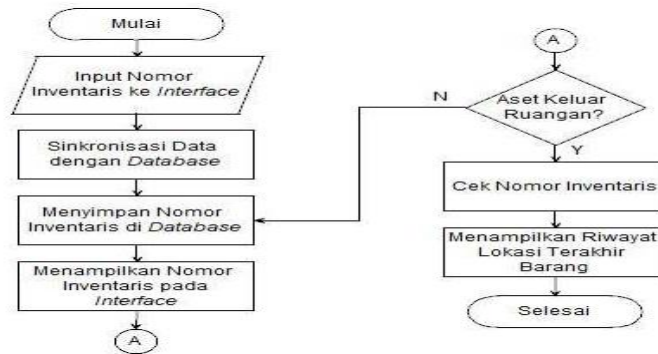 Mulai
Input Nomor
Inventaris ke Interface
Sinkronisasi Data
dengan Database
Menyimpan Nomor
Inventaris di Database
Menampilkan Nomor
Inventaris pada
Interface
A
A
Aset Keluar
Ruangan?
N
Y
Cek Nomor Inventaris
Menampilkan Riwayat
Lokasi Terakhir
Barang
Selesai